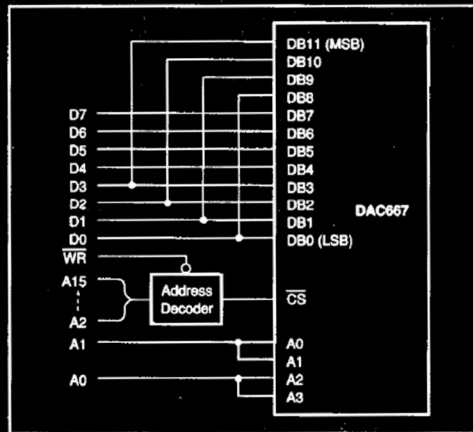 DB11 (MSB)
DB10
DB9
DB8
D7 DB7
D6 DB6
D5 DB5
D4 DB4
D3 DB3
D2 DB2
D1 DB1 DAC667
D0 DB0 (LSB)
WR
A15
Address
Decoder
CS
A2
A1 A0
A1
A0 A2
A3